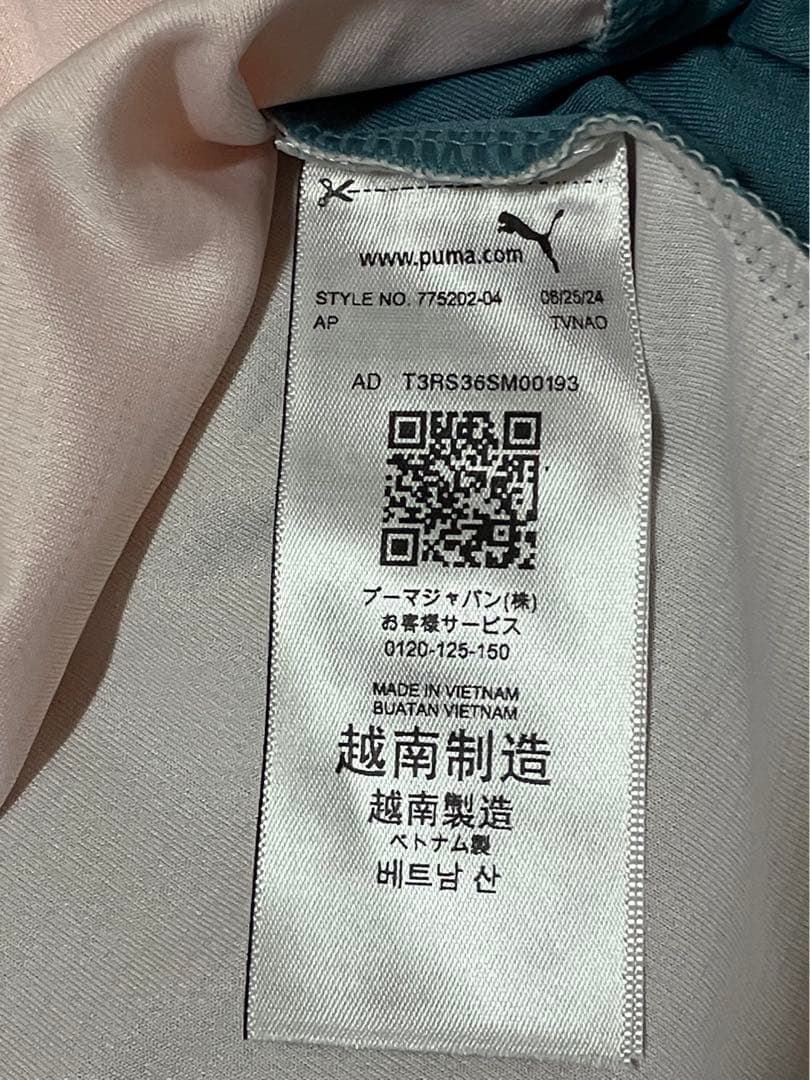 www.puma.com
STYLE NO. 775202-04 06/25/24
AP TVNAO
AD T3RS36SM00193
プーマジャパン(株)
お客様サービス
0120-125-150
MADE IN VIETNAM
BUATAN VIETNAM
越南制造
越南製造
ベトナム製
베트남 산